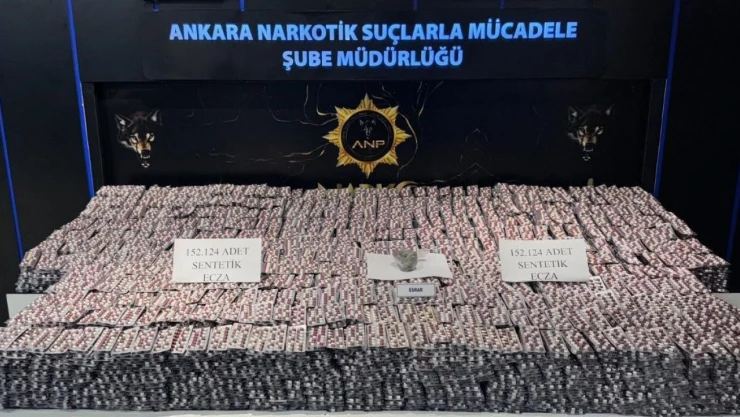 ANKARA NARKOTİK SUÇLARLA MÜCADELE
ŞUBE MÜDÜRLÜĞÜ
ANP
152.124 ADET
SENTETİK
ECZA
152.124 ADET
SENTETİK
ECZA
ESRAR